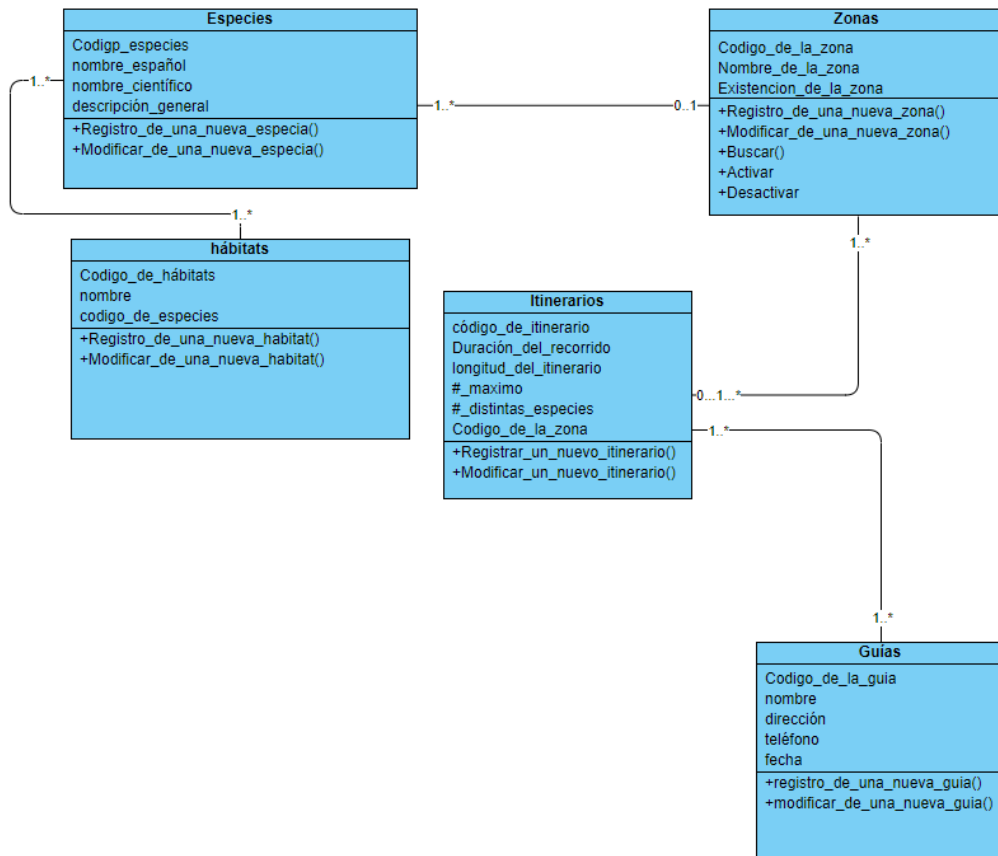 Especies
Codigp_especies
nombre_español
nombre_científico
descripción_general
+Registro_de_una_nueva_especia()
+Modificar_de_una_nueva_especia()
1..*
1..*
0..1
Zonas
Codigo_de_la_zona
Nombre_de_la_zona
Existencion_de_la_zona
+Registro_de_una_nueva_zona()
+Modificar_de_una_nueva_zona()
+Buscar()
+Activar
+Desactivar
1..*
1..*
hábitats
Codigo_de_hábitats
nombre
codigo_de_especies
+Registro_de_una_nueva_habitat()
+Modificar_de_una_nueva_habitat()
Itinerarios
código_de_itinerario
Duración_del_recorrido
longitud_del_itinerario
#_maximo
#_distintas_especies
Codigo_de_la_zona
+Registrar_un_nuevo_itinerario()
+Modificar_un_nuevo_itinerario()
0...1...*
1..*
1..*
Guías
Codigo_de_la_guia
nombre
dirección
teléfono
fecha
+registro_de_una_nueva_guia()
+modificar_de_una_nueva_guia()